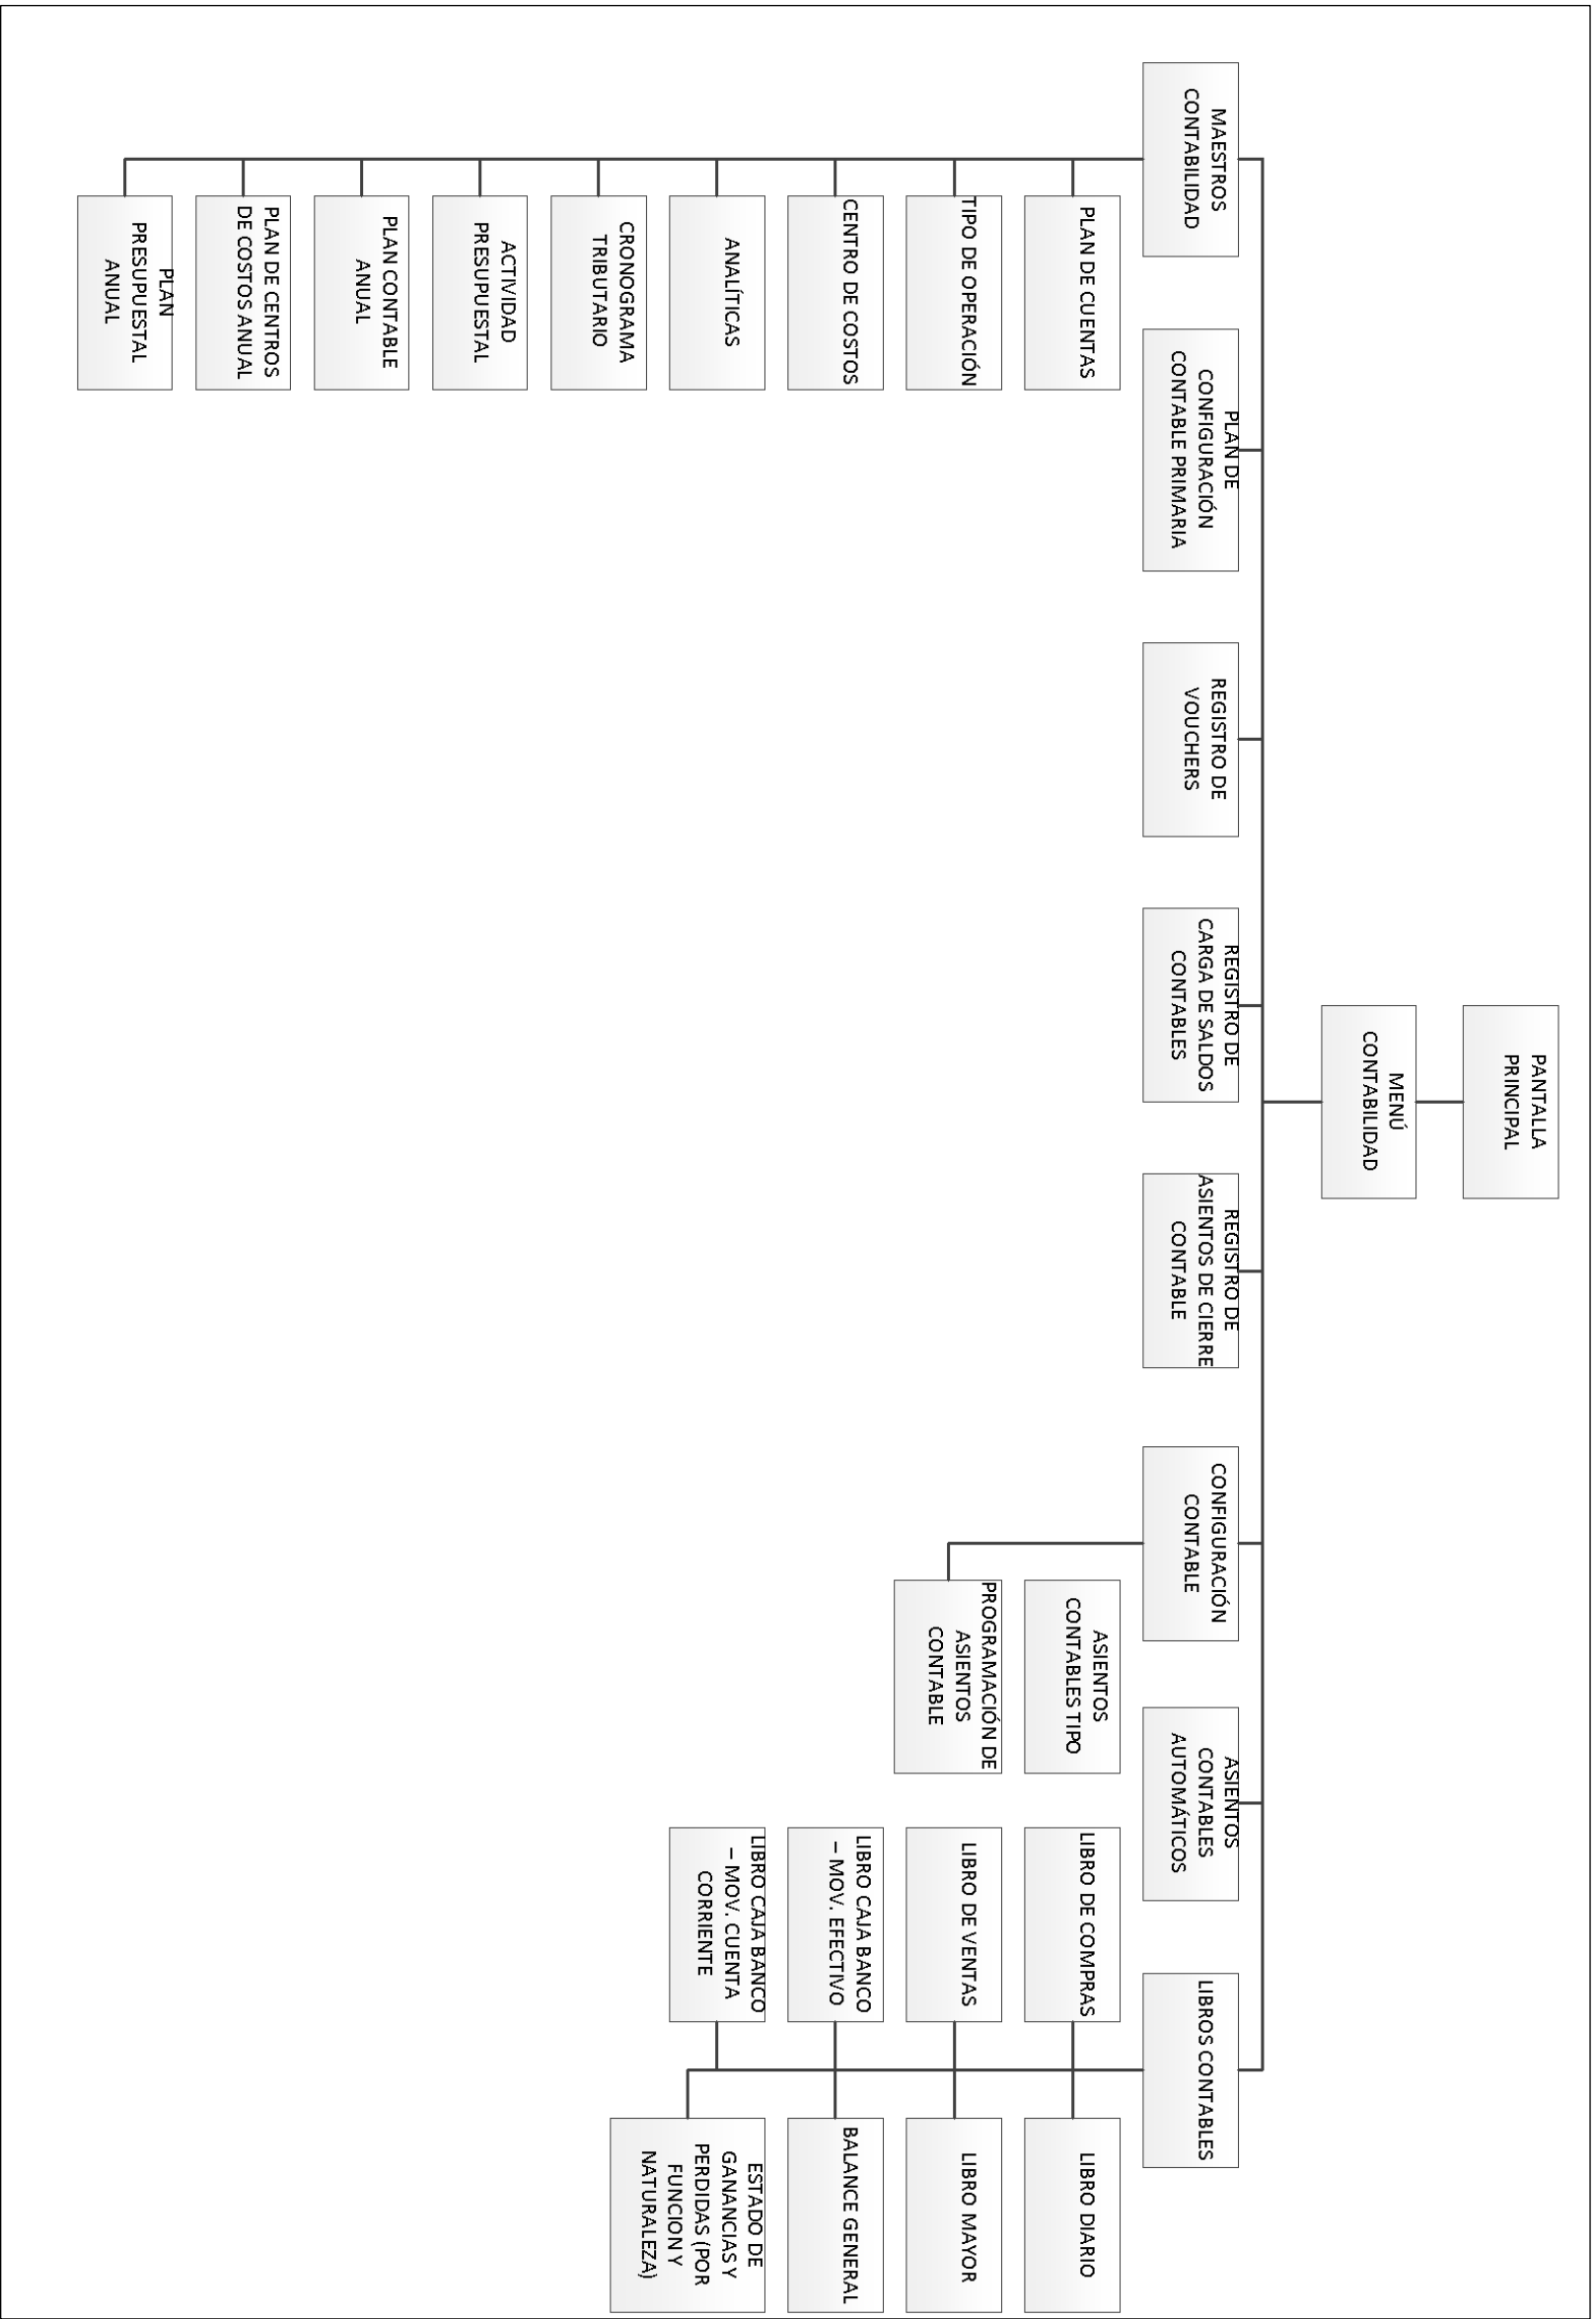 PANTALLA
PRINCIPAL
MENÚ
CONTABILIDAD
MAESTROS
CONTABILIDAD
PLAN DE
CONFIGURACIÓN
CONTABLE PRIMARIA
REGISTRO DE
VOUCHERS
REGISTRO DE
CARGA DE SALDOS
CONTABLES
REGISTRO DE
ASIENTOS DE CIERRE
CONTABLE
CONFIGURACIÓN
CONTABLE
ASIENTOS
CONTABLES
AUTOMÁTICOS
LIBROS CONTABLES
PLAN DE CUENTAS
TIPO DE OPERACIÓN
CENTRO DE COSTOS
ANALÍTICAS
CRONOGRAMA
TRIBUTARIO
ACTIVIDAD
PRESUPUESTAL
PLAN CONTABLE
ANUAL
PLAN DE CENTROS
DE COSTOS ANUAL
PLAN
PRESUPUESTAL
ANUAL
ASIENTOS
CONTABLES TIPO
PROGRAMACIÓN DE
ASIENTOS
CONTABLE
LIBRO DE COMPRAS
LIBRO DE VENTAS
LIBRO CAJA BANCO
– MOV. EFECTIVO
LIBRO CAJA BANCO
– MOV. CUENTA
CORRIENTE
LIBRO DIARIO
LIBRO MAYOR
BALANCE GENERAL
ESTADO DE
GANANCIAS Y
PERDIDAS (POR
FUNCION Y
NATURALEZA)